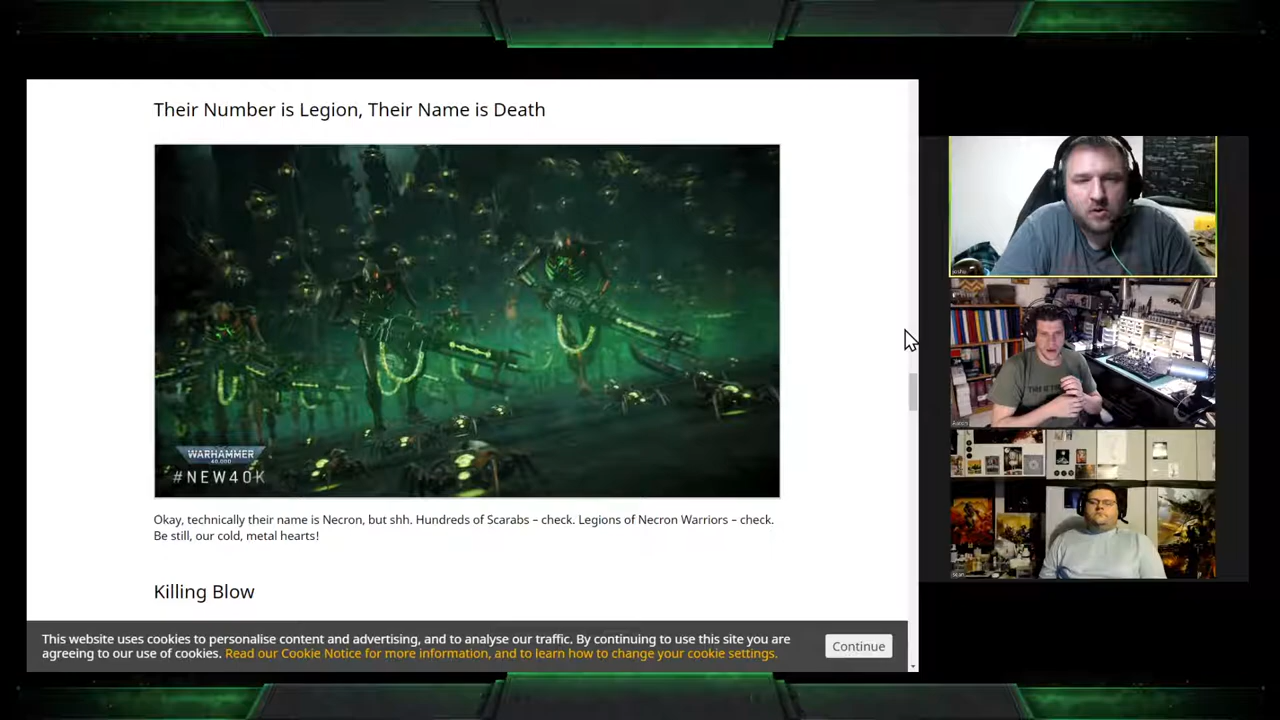 Their Number is Legion, Their Name is Death
WARHAMMER
40,000
#NEW40K
Okay, technically their name is Necron, but shh. Hundreds of Scarabs – check. Legions of Necron Warriors – check.
Be still, our cold, metal hearts!
Killing Blow
This website uses cookies to personalise content and advertising, and to analyse our traffic. By continuing to use this site you are
agreeing to our use of cookies. Read our Cookie Notice for more information, and to learn how to change your cookie settings.
Continue